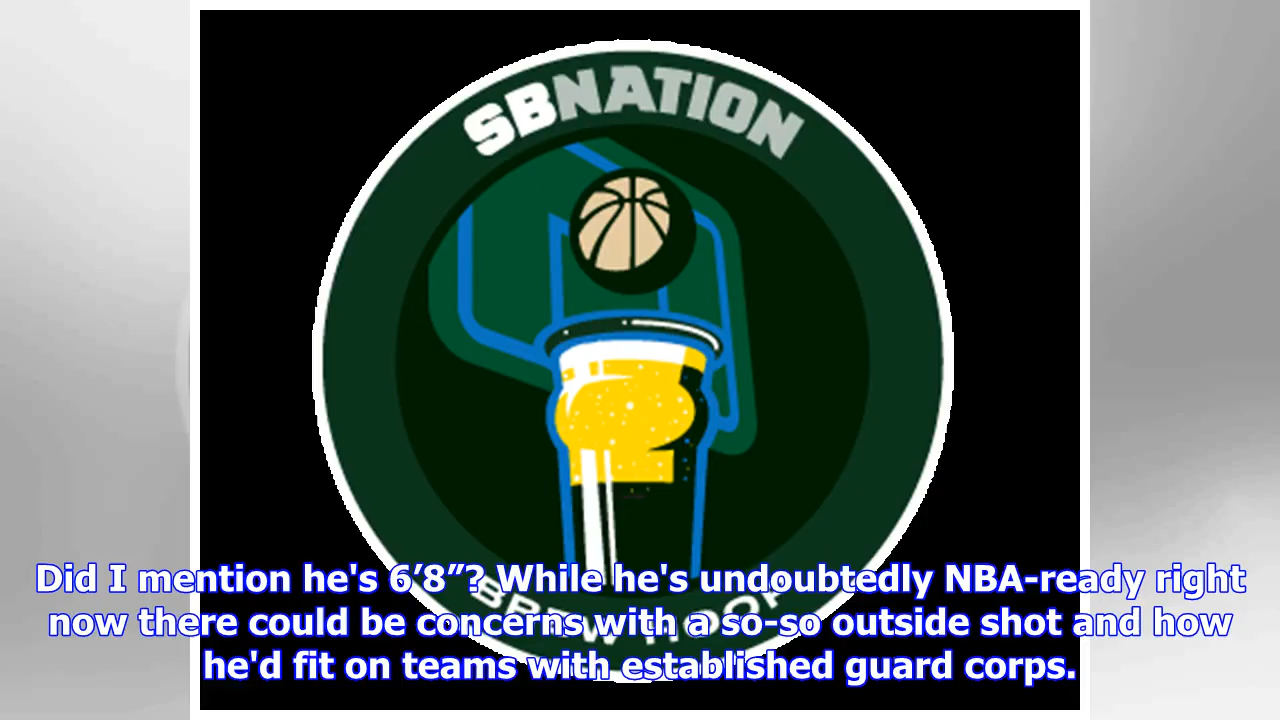 SBNATION
Did I mention he's 6′8″? While he's undoubtedly NBA-ready right
now there could be concerns with a so-so outside shot and how
he'd fit on teams with established guard corps.